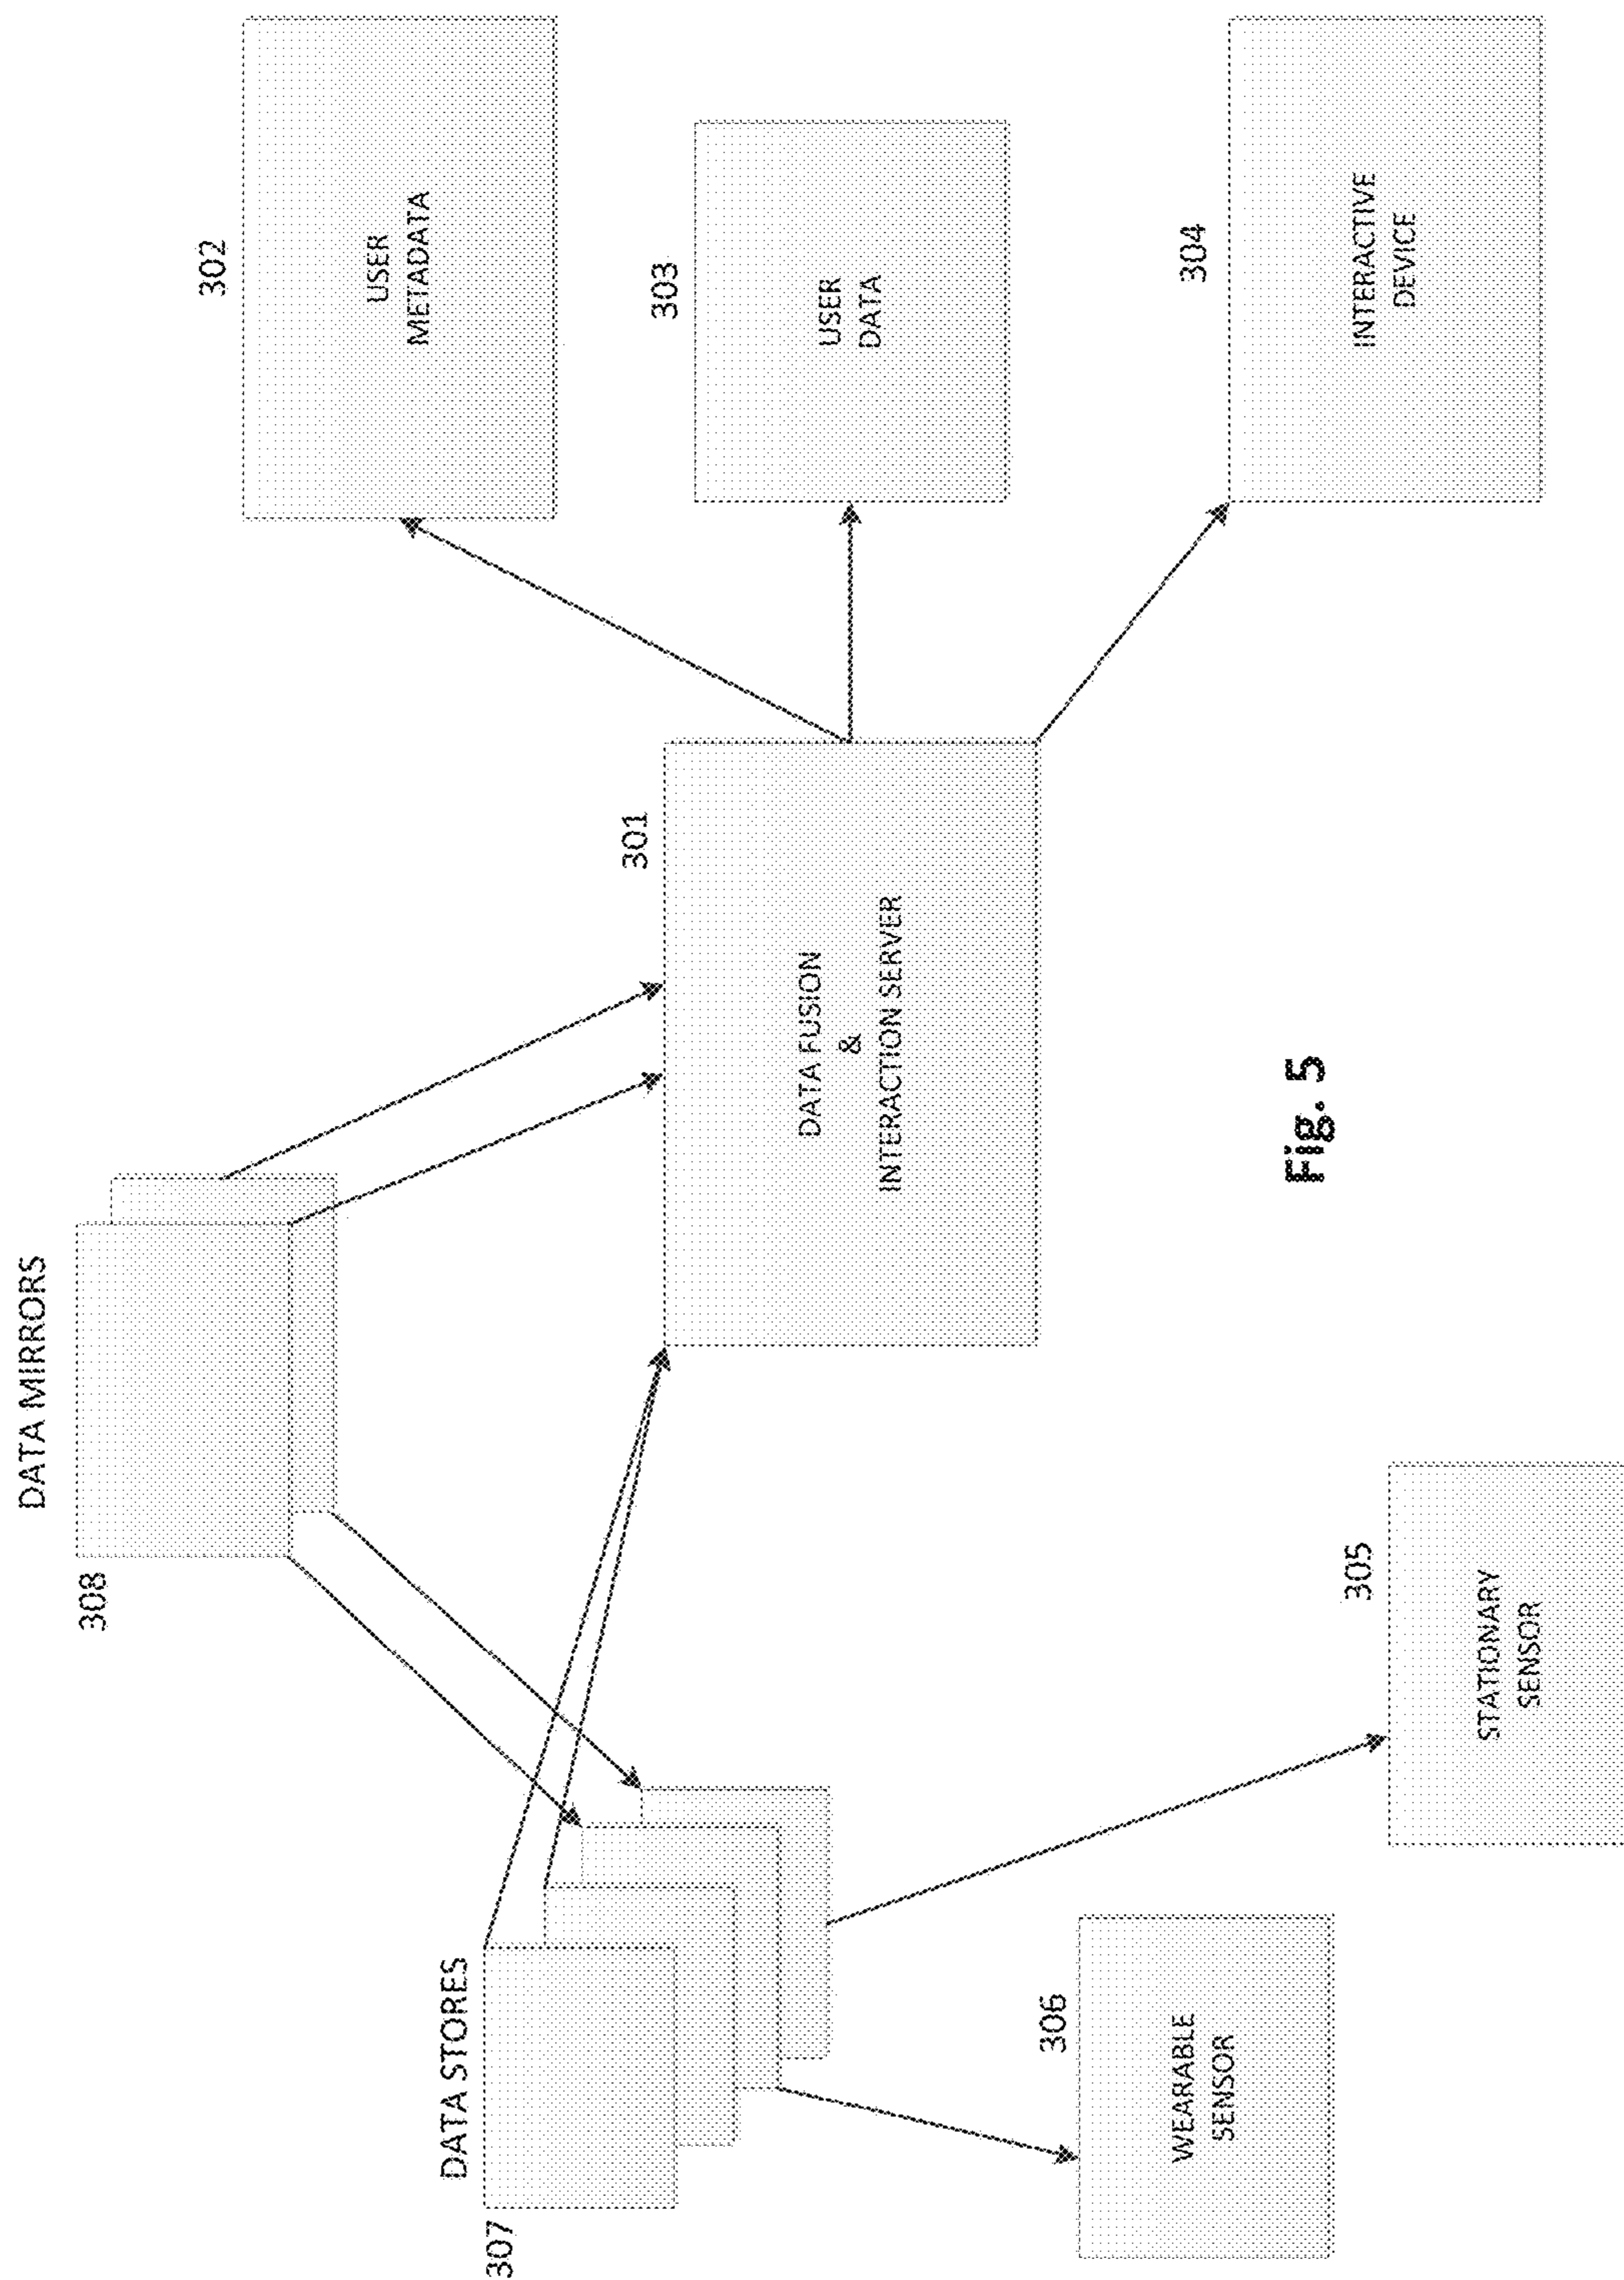 DATA MIRRORS
308
DATA STORES
307
302
USER
METADATA
301
DATA FUSION
&
INTERACTION SERVER
303
USER
DATA
306
WEARABLE
SENSOR
305
STATIONARY
SENSOR
304
INTERACTIVE
DEVICE
Fig. 5